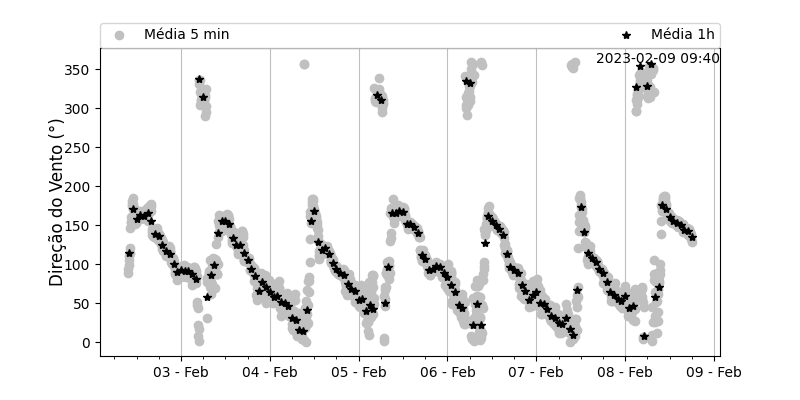 Média 5 min
Média 1h
2023-02-09 09:40
Direção do Vento (°)
350
300
250
200
150
100
50
0
03 - Feb
04 - Feb
05 - Feb
06 - Feb
07 - Feb
08 - Feb
09 - Feb